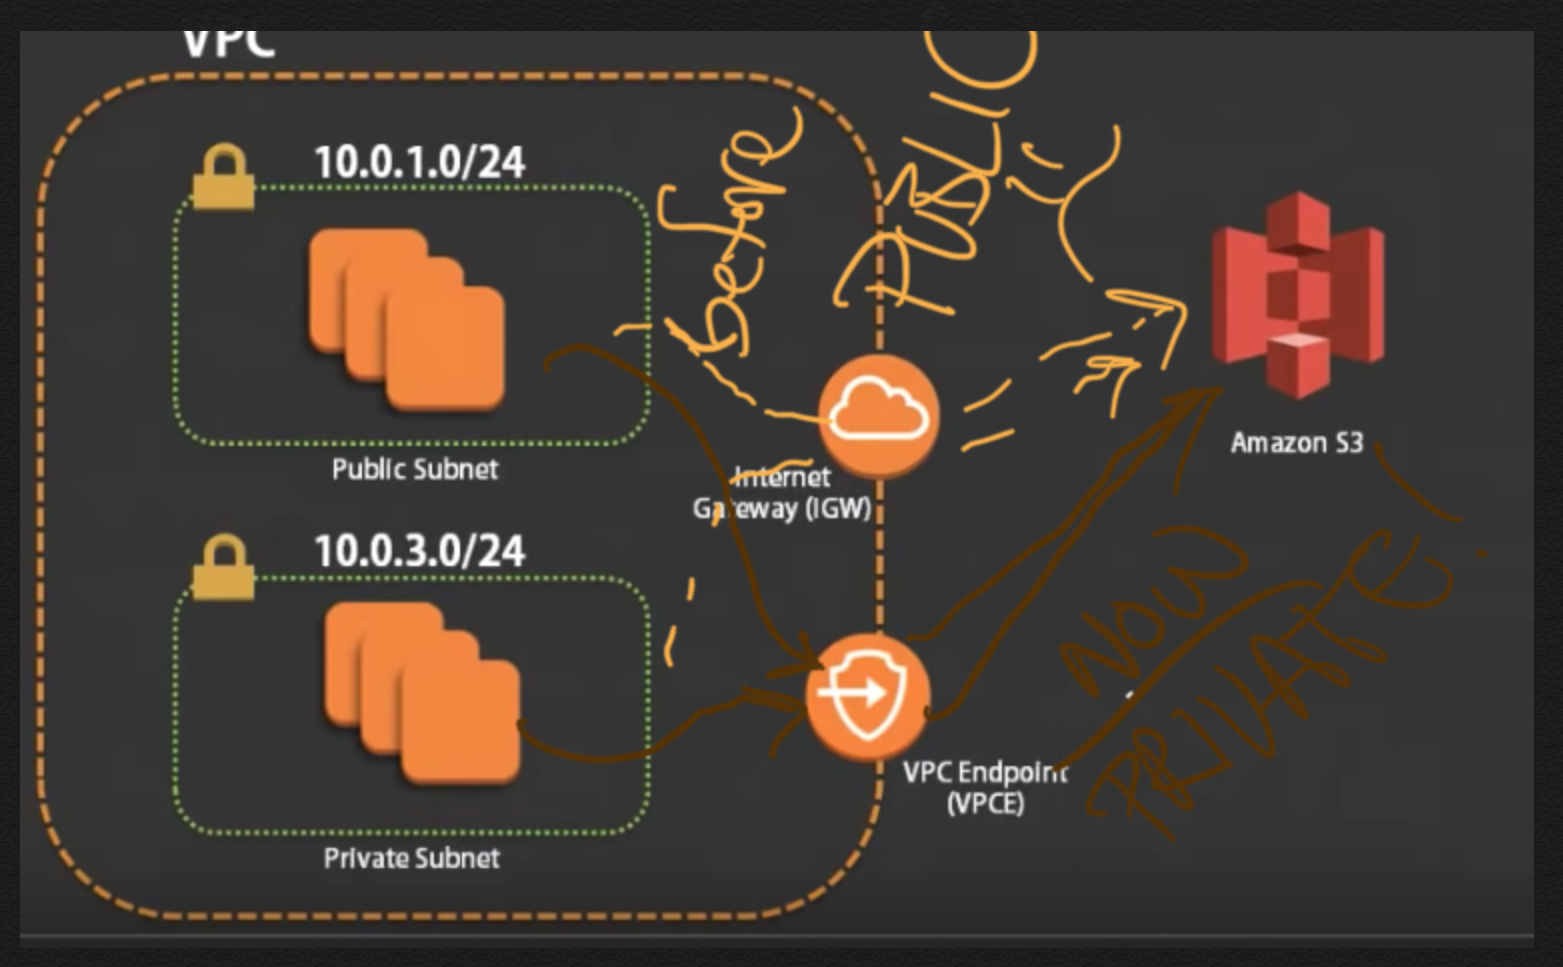 VPC
10.0.1.0/24
before
PUBLIC
Public Subnet
Internet
Gateway (IGW)
Amazon S3
10.0.3.0/24
NOW
PRIVATE
VPC Endpoint
(VPCE)
Private Subnet